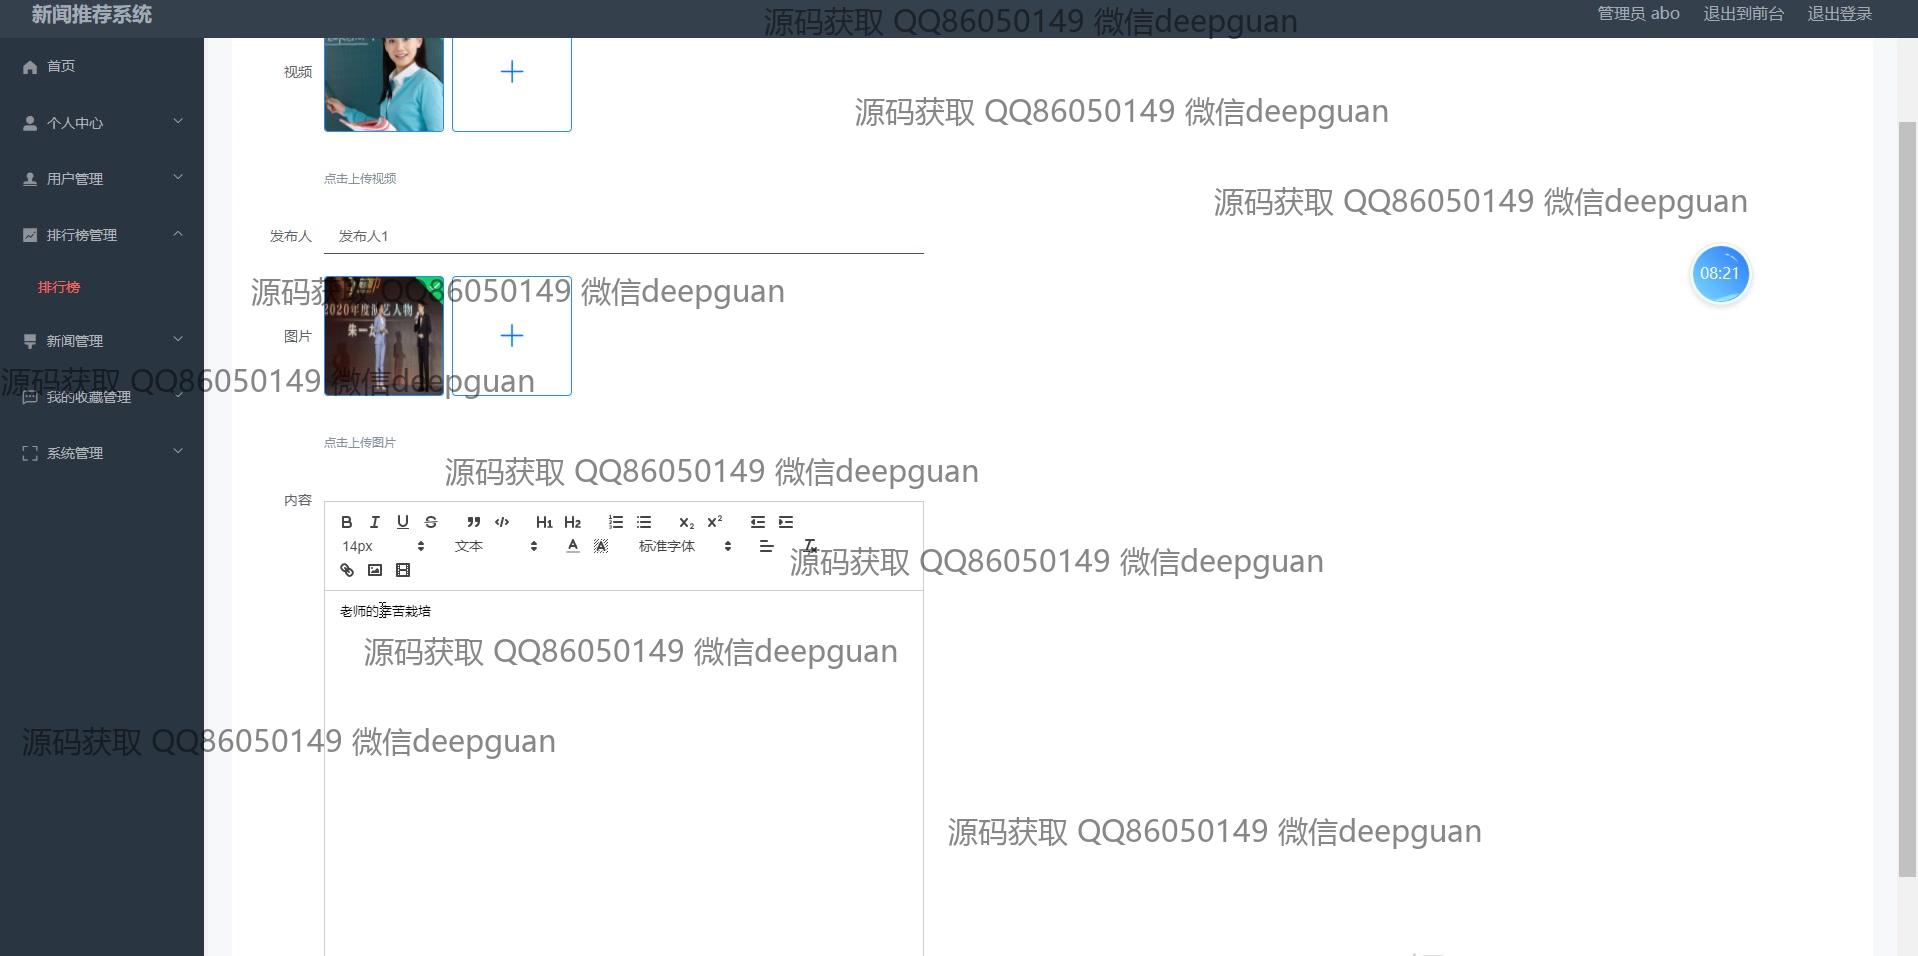 新闻推荐系统
源码获取 QQ86050149 微信deepguan
管理员 abo
退出到前台
退出登录
首页
视频
源码获取 QQ86050149 微信deepguan
个人中心
用户管理
点击上传视频
源码获取 QQ86050149 微信deepguan
排行榜管理
发布人
发布人1
08:21
排行榜
源码获取 QQ86050149 微信deepguan
2020年度演艺人物
朱一龙
图片
新闻管理
源码获取 QQ86050149 微信deepguan
我的收藏管理
点击上传图片
系统管理
源码获取 QQ86050149 微信deepguan
内容
B I U S H1 H2 x2 x2
14px 文本 A A 标准字体
源码获取 QQ86050149 微信deepguan
老师的辛苦栽培
源码获取 QQ86050149 微信deepguan
源码获取 QQ86050149 微信deepguan
源码获取 QQ86050149 微信deepguan